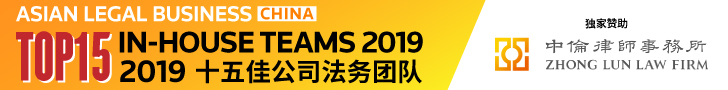 ASIAN LEGAL BUSINESS CHINA
TOP15 IN-HOUSE TEAMS 2019
2019 十五佳公司法务团队
独家赞助
中倫律師事務所
ZHONG LUN LAW FIRM